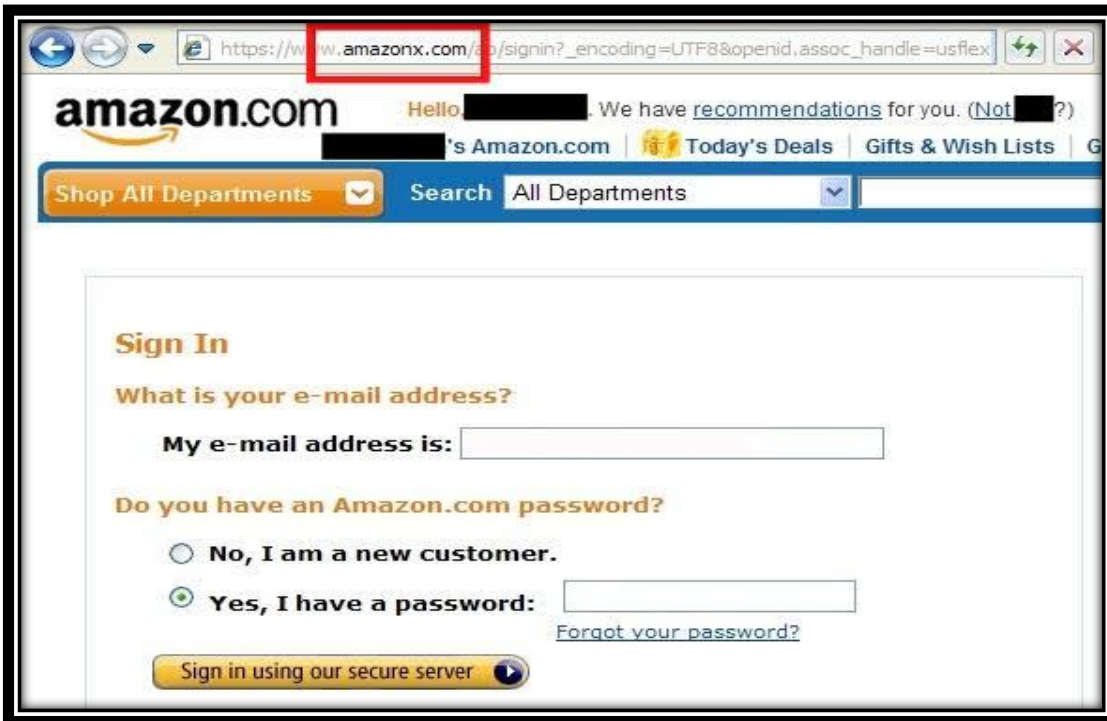 https://www.amazonx.com/ap/signin?_encoding=UTF8&openid.assoc_handle=usflex
amazon.com
Hello, . We have recommendations for you. (Not ?)
's Amazon.com | Today's Deals | Gifts & Wish Lists | G
Shop All Departments
Search All Departments
Sign In
What is your e-mail address?
My e-mail address is:
Do you have an Amazon.com password?
No, I am a new customer.
Yes, I have a password:
Forgot your password?
Sign in using our secure server